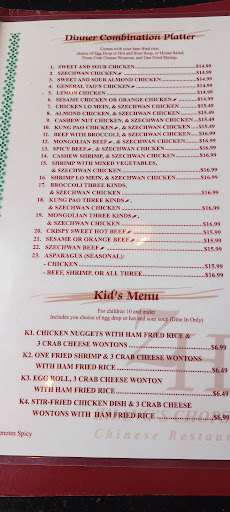 Dinner Combination Platter
Comes with your ham fried rice,
choice of Egg Drop or Hot and Sour Soup, or House Salad,
Three Crab Cheese Wontons, and One Fried Shrimp.
1. SWEET AND SOUR CHICKEN $14.99
2. SZECHWAN CHICKEN $14.99
3. SWEET AND SOUR ALMOND CHICKEN $14.99
4. GENERAL TAO'S CHICKEN $14.99
5. LEMON CHICKEN $14.99
6. SESAME CHICKEN OR ORANGE CHICKEN $14.99
7. CHICKEN LO MEIN, & SZECHWAN CHICKEN $15.49
8. ALMOND CHICKEN, & SZECHWAN CHICKEN $15.49
9. CASHEW NUT CHICKEN, & SZECHWAN CHICKEN $15.49
10. KUNG PAO CHICKEN, & SZECHWAN CHICKEN $15.49
11. BEEF WITH BROCCOLI, & SZECHWAN CHICKEN $16.99
12. MONGOLIAN BEEF, & SZECHWAN CHICKEN $16.99
13. SPICY BEEF, & SZECHWAN CHICKEN $16.99
14. CASHEW SHRIMP, & SZECHWAN CHICKEN $16.99
15. SHRIMP WITH MIXED VEGETABLES,
& SZECHWAN CHICKEN $16.99
16. SHRIMP LO MEIN, & SZECHWAN CHICKEN $16.99
17. BROCCOLI THREE KINDS,
& SZECHWAN CHICKEN $16.99
18. KUNG PAO THREE KINDS
& SZECHWAN CHICKEN $16.99
19. MONGOLIAN THREE KINDS,
& SZECHWAN CHICKEN $16.99
20. CRISPY SWEET HOT BEEF $15.99
21. SESAME OR ORANGE BEEF $15.99
22. SZECHWAN BEEF $15.99
23. ASPARAGUS (SEASONAL):
- CHICKEN $15.99
- BEEF, SHRIMP, OR ALL THREE $16.99
Kid's Menu
For children 10 and under
Includes you choice of egg drop or hot and sour soup (Dine In Only)
K1. CHICKEN NUGGETS WITH HAM FRIED RICE &
3 CRAB CHEESE WONTONS $6.99
K2. ONE FRIED SHRIMP & 3 CRAB CHEESE WONTONS
WITH HAM FRIED RICE $6.49
K3. EGG ROLL, 3 CRAB CHEESE WONTON
WITH HAM FRIED RICE $6.49
K4. STIR-FRIED CHICKEN DISH & 3 CRAB CHEESE
WONTONS WITH HAM FRIED RICE $6.99
Chinese Restau
enotes Spicy